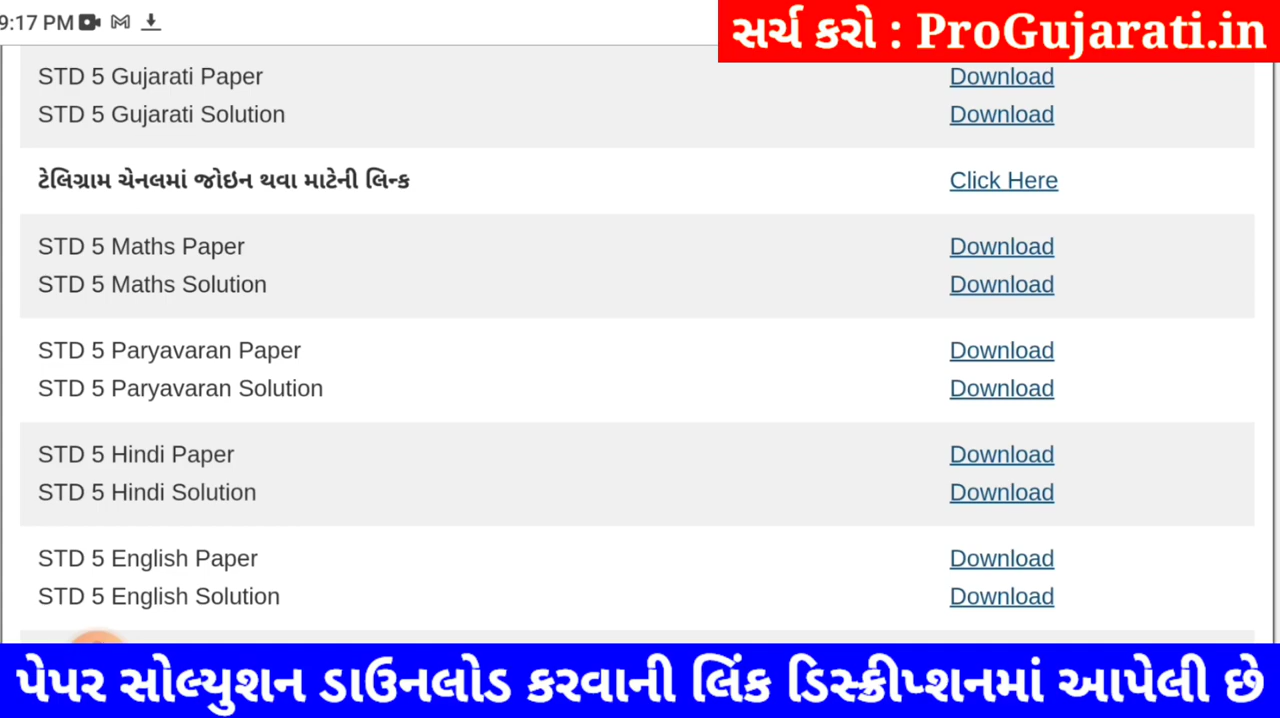 9:17 PM
સર્ચ કરો : ProGujarati.in
STD 5 Gujarati Paper Download
STD 5 Gujarati Solution Download
ટેલિગ્રામ ચેનલમાં જોઇન થવા માટેની લિન્ક Click Here
STD 5 Maths Paper Download
STD 5 Maths Solution Download
STD 5 Paryavaran Paper Download
STD 5 Paryavaran Solution Download
STD 5 Hindi Paper Download
STD 5 Hindi Solution Download
STD 5 English Paper Download
STD 5 English Solution Download
પેપર સોલ્યુશન ડાઉનલોડ કરવાની લિંક ડિસ્ક્રીપ્શનમાં આપેલી છે